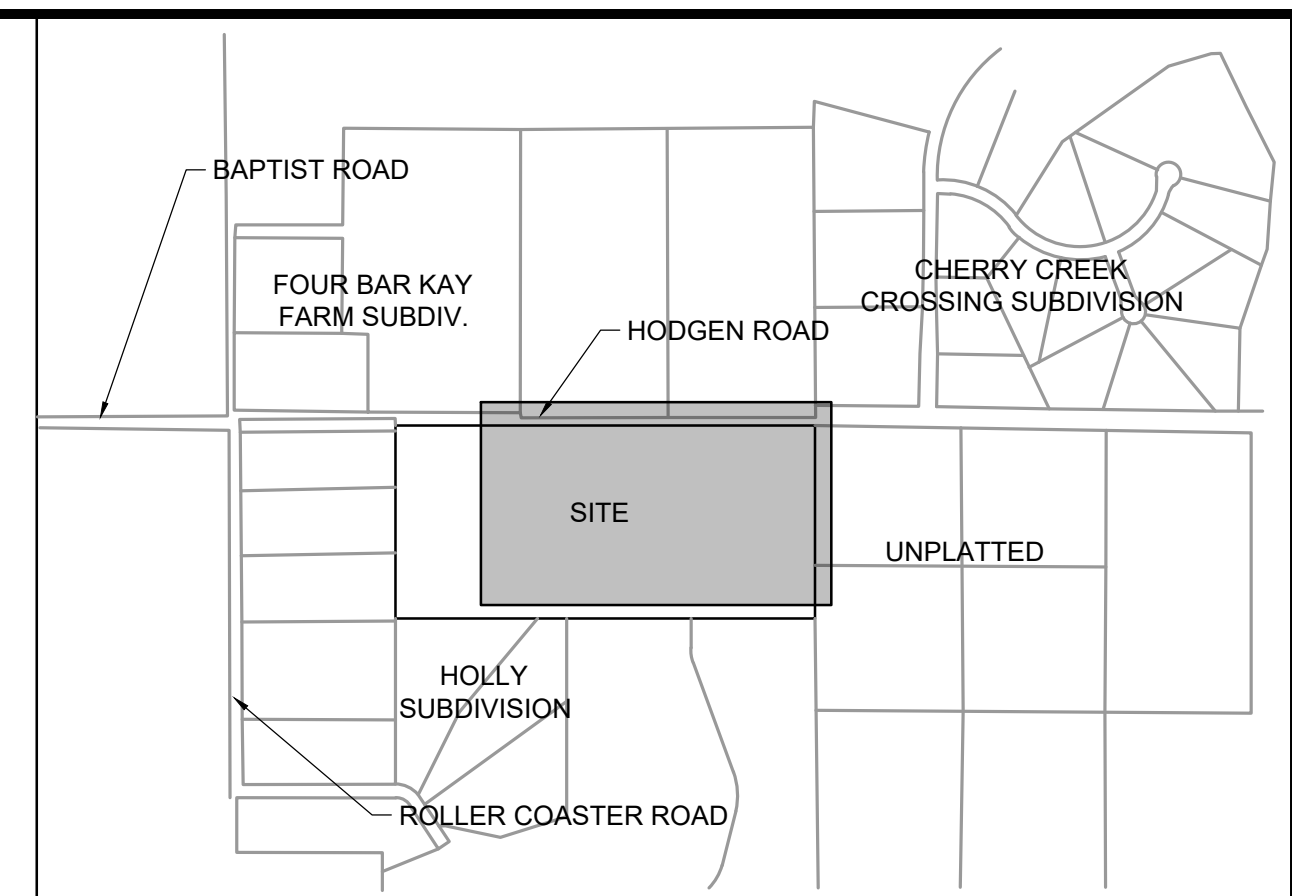 BAPTIST ROAD
FOUR BAR KAY
FARM SUBDIV.
CHERRY CREEK
CROSSING SUBDIVISION
HODGEN ROAD
SITE
UNPLATTED
HOLLY
SUBDIVISION
ROLLER COASTER ROAD